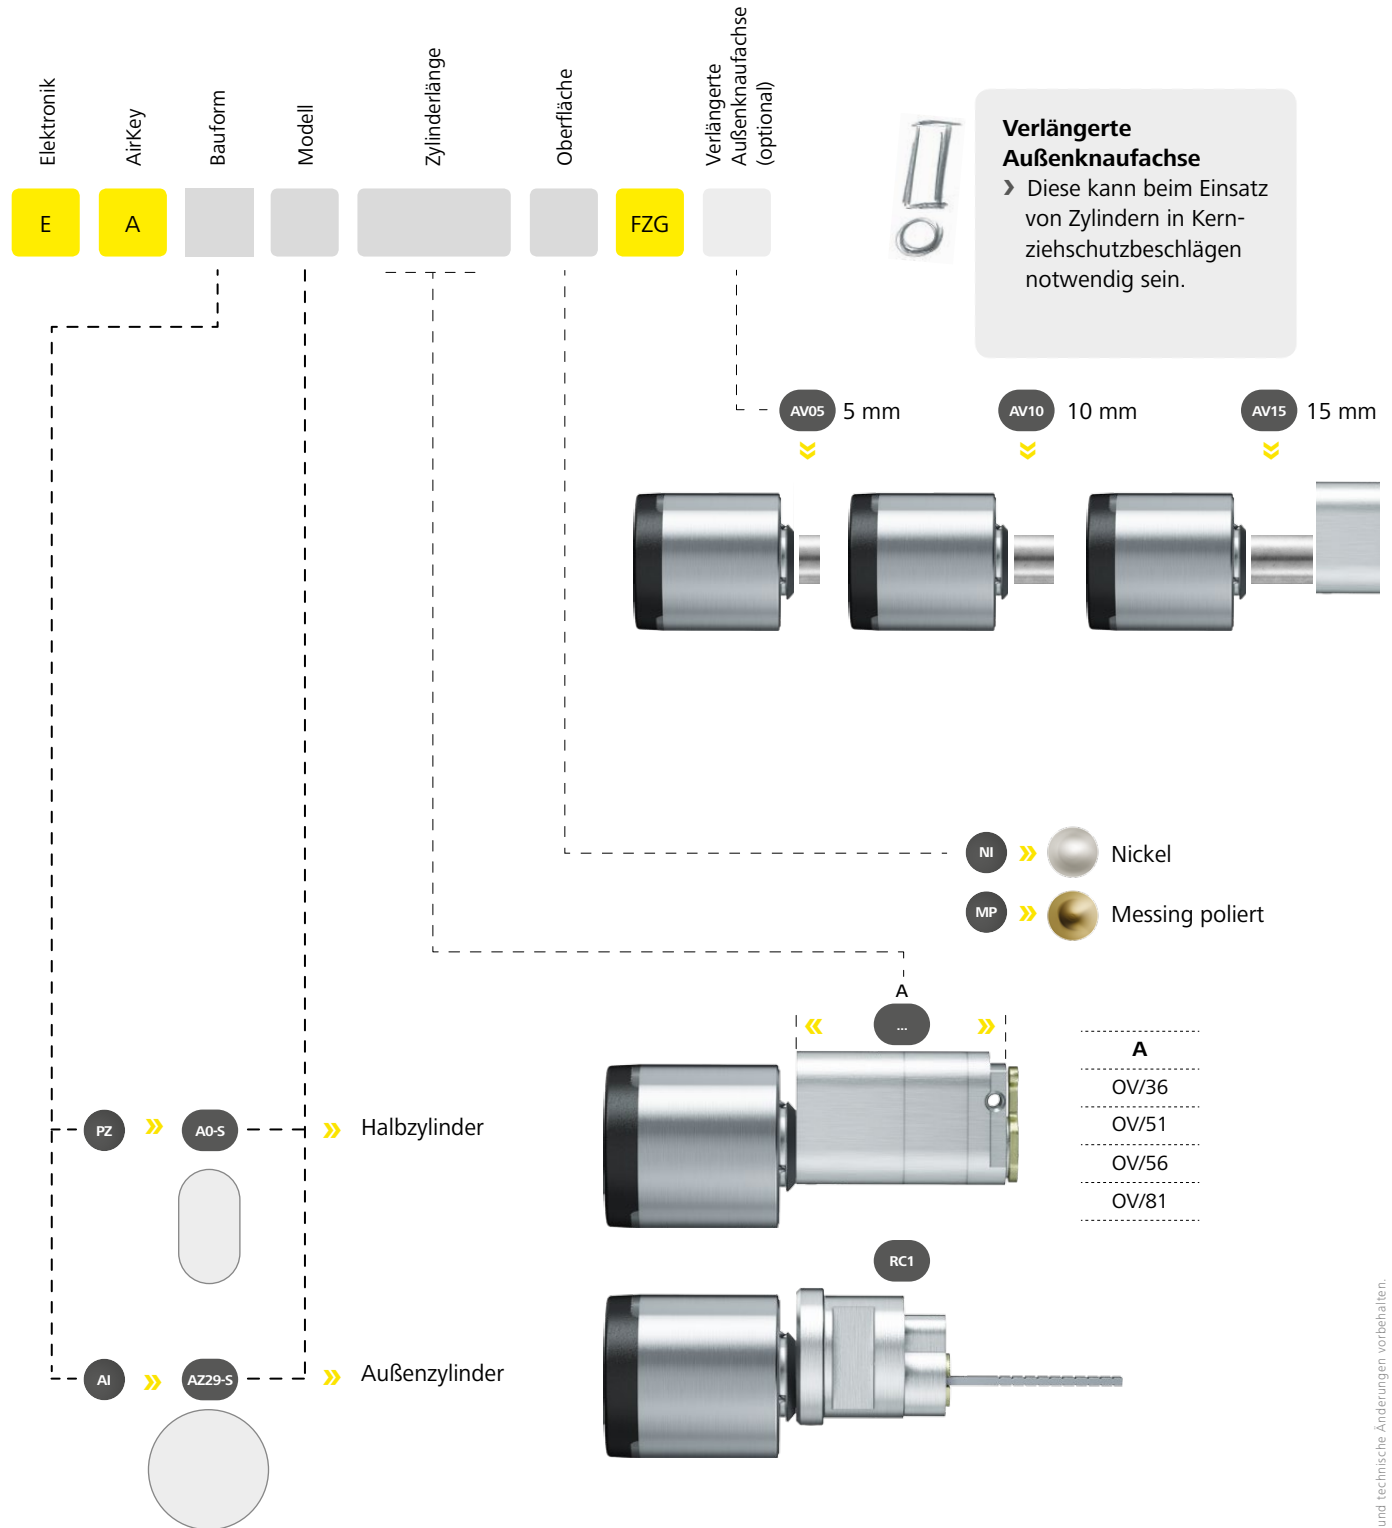 Elektronik
AirKey
Bauform
Modell
Zylinderlänge
Oberfläche
Verlängerte
Außenknaufachse
(optional)
E
A
FZG
Verlängerte
Außenknaufachse
› Diese kann beim Einsatz
von Zylindern in Kern-
ziehschutzbeschlägen
notwendig sein.
AV05 5 mm
AV10 10 mm
AV15 15 mm
NI » Nickel
MP » Messing poliert
A
...
A
OV/36
OV/51
OV/56
OV/81
PZ » A0-S » Halbzylinder
RC1
AI » AZ29-S » Außenzylinder
und technische Änderungen vorbehalten.